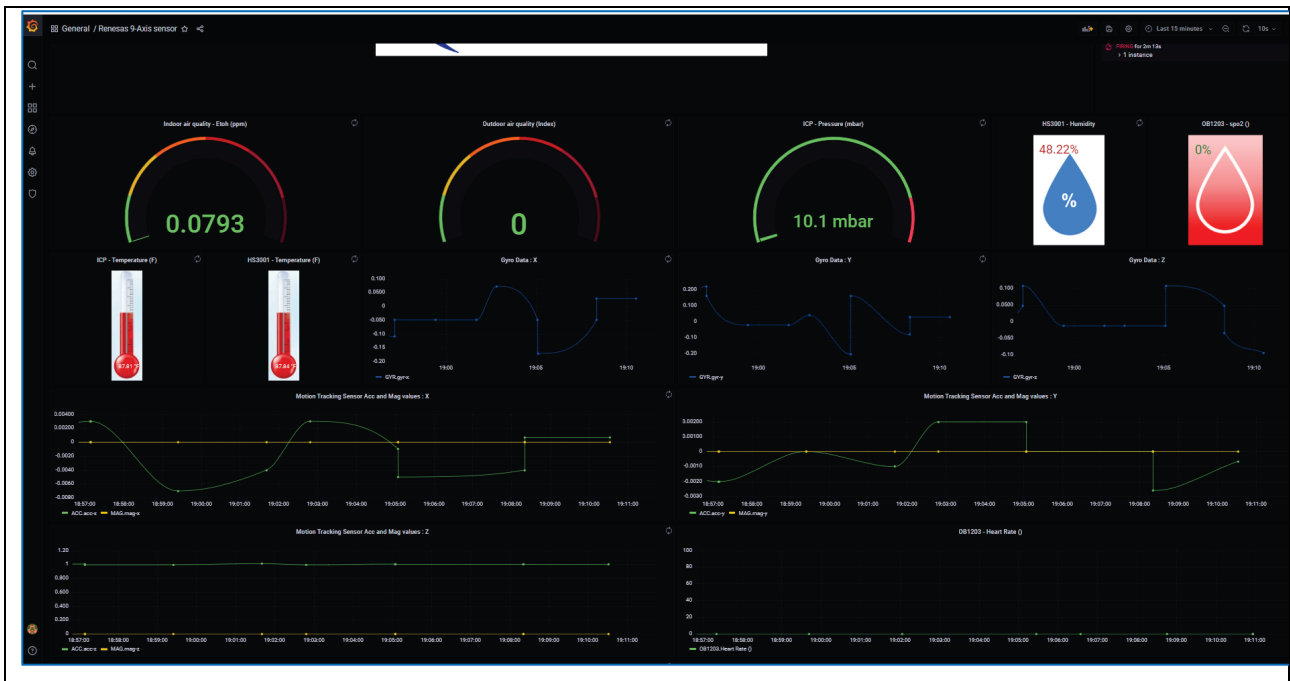 General / Renesas 9-Axis sensor
Last 15 minutes
10s
FIRING for 2m 13s
> 1 instance
Indoor air quality - Etoh (ppm)
0.0793
Outdoor air quality (Index)
0
ICP - Pressure (mbar)
10.1 mbar
HS3001 - Humidity
48.22%
%
OB1203 - spo2 ()
0%
ICP - Temperature (F)
87.81 °F
HS3001 - Temperature (F)
87.84 °F
Gyro Data : X
0.100
0.0500
0
-0.050
-0.10
-0.15
-0.20
19:00 19:05 19:10
GYR.gyr-x
Gyro Data : Y
0.200
0.100
0
-0.10
-0.20
19:00 19:05 19:10
GYR.gyr-y
Gyro Data : Z
0.100
0.0500
0
-0.050
-0.10
19:00 19:05 19:10
GYR.gyr-z
Motion Tracking Sensor Acc and Mag values : X
0.00400
0.00200
0
-0.0020
-0.0040
-0.0060
-0.0080
18:57:00 18:58:00 18:59:00 19:00:00 19:01:00 19:02:00 19:03:00 19:04:00 19:05:00 19:06:00 19:07:00 19:08:00 19:09:00 19:10:00 19:11:00
ACC.acc-x MAG.mag-x
Motion Tracking Sensor Acc and Mag values : Y
0.00200
0.00100
0
-0.0010
-0.0020
-0.0030
18:57:00 18:58:00 18:59:00 19:00:00 19:01:00 19:02:00 19:03:00 19:04:00 19:05:00 19:06:00 19:07:00 19:08:00 19:09:00 19:10:00 19:11:00
ACC.acc-y MAG.mag-y
Motion Tracking Sensor Acc and Mag values : Z
1.20
1
0.800
0.600
0.400
0.200
0
18:57:00 18:58:00 18:59:00 19:00:00 19:01:00 19:02:00 19:03:00 19:04:00 19:05:00 19:06:00 19:07:00 19:08:00 19:09:00 19:10:00 19:11:00
ACC.acc-z MAG.mag-z
OB1203 - Heart Rate ()
100
80
60
40
20
0
18:57:00 18:58:00 18:59:00 19:00:00 19:01:00 19:02:00 19:03:00 19:04:00 19:05:00 19:06:00 19:07:00 19:08:00 19:09:00 19:10:00 19:11:00
OB1203.Heart Rate ()